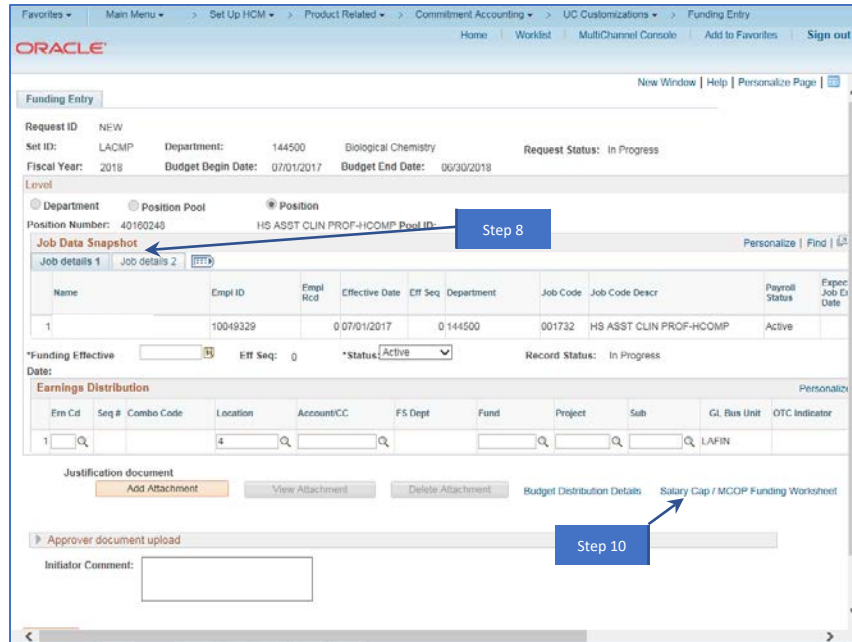 Favorites Main Menu > Set Up HCM > Product Related > Commitment Accounting > UC Customizations > Funding Entry
Home Worklist MultiChannel Console Add to Favorites Sign out
ORACLE
New Window | Help | Personalize Page |
Funding Entry
Request ID NEW
Set ID: LACMP Department: 144500 Biological Chemistry Request Status: In Progress
Fiscal Year: 2018 Budget Begin Date: 07/01/2017 Budget End Date: 06/30/2018
Level
Department Position Pool Position
Position Number: 40160248 HS ASST CLIN PROF-HCOMP Pool ID:
Step 8
Job Data Snapshot Personalize | Find |
Job details 1 Job details 2
Name Empl ID Empl Rcd Effective Date Eff Seq Department Job Code Job Code Descr Payroll Status Expec Job En Date
1 10049329 0 07/01/2017 0 144500 001732 HS ASST CLIN PROF-HCOMP Active
*Funding Effective Date: Eff Seq: 0 *Status: Active Record Status: In Progress
Earnings Distribution Personalize
Ern Cd Seq # Combo Code Location Account/CC FS Dept Fund Project Sub GL Bus Unit OTC Indicator
1 4 LAFIN
Justification document
Add Attachment View Attachment Delete Attachment Budget Distribution Details Salary Cap / MCOP Funding Worksheet
Step 10
Approver document upload
Initiator Comment: